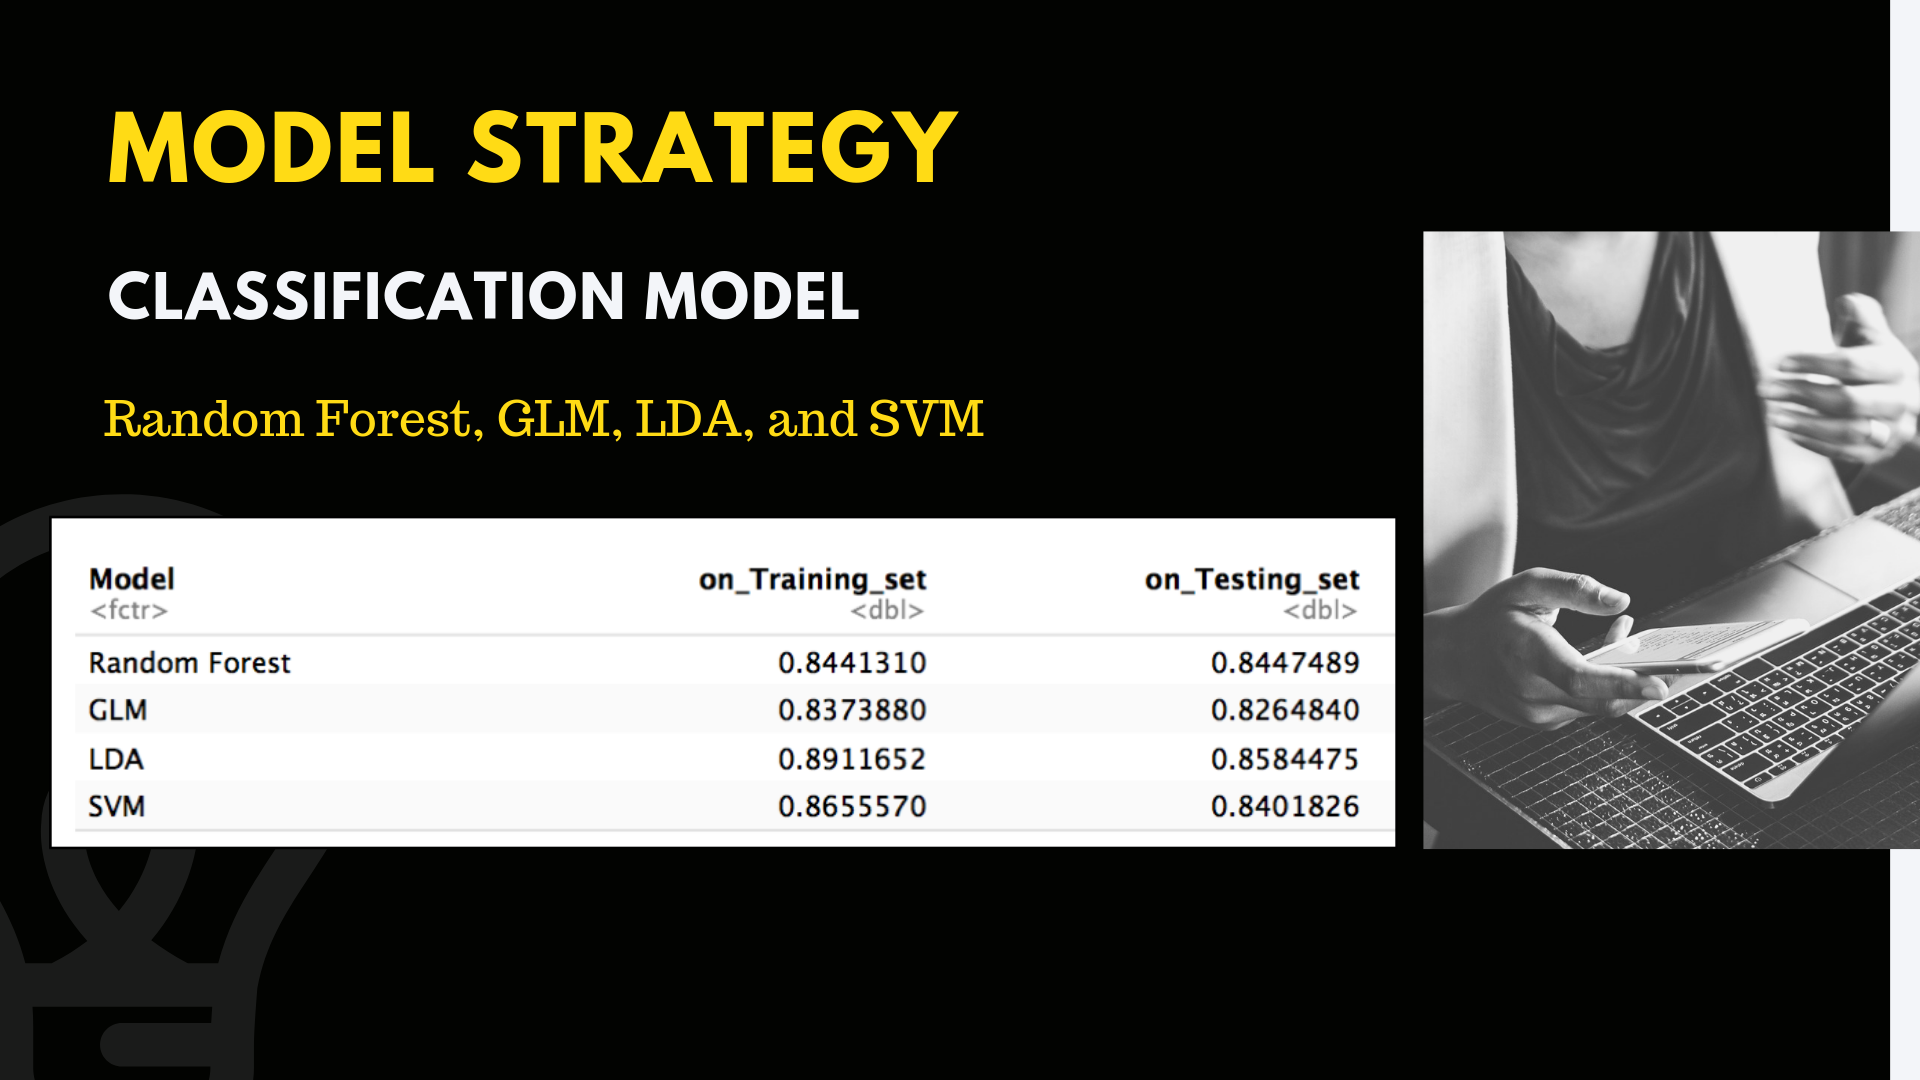 MODEL STRATEGY
CLASSIFICATION MODEL
Random Forest, GLM, LDA, and SVM
Model on_Training_set on_Testing_set
<fctr> <dbl> <dbl>
Random Forest 0.8441310 0.8447489
GLM 0.8373880 0.8264840
LDA 0.8911652 0.8584475
SVM 0.8655570 0.8401826